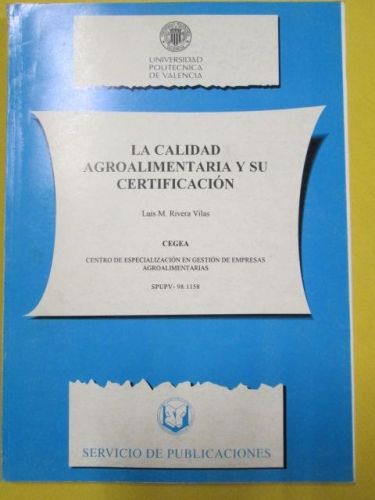 UNIVERSIDAD
POLITECNICA
DE VALENCIA
LA CALIDAD
AGROALIMENTARIA Y SU
CERTIFICACIÓN
Luis M. Rivera Vilas
CEGEA
CENTRO DE ESPECIALIZACIÓN EN GESTIÓN DE EMPRESAS
AGROALIMENTARIAS
SPUPV- 98.1158
SERVICIO DE PUBLICACIONES